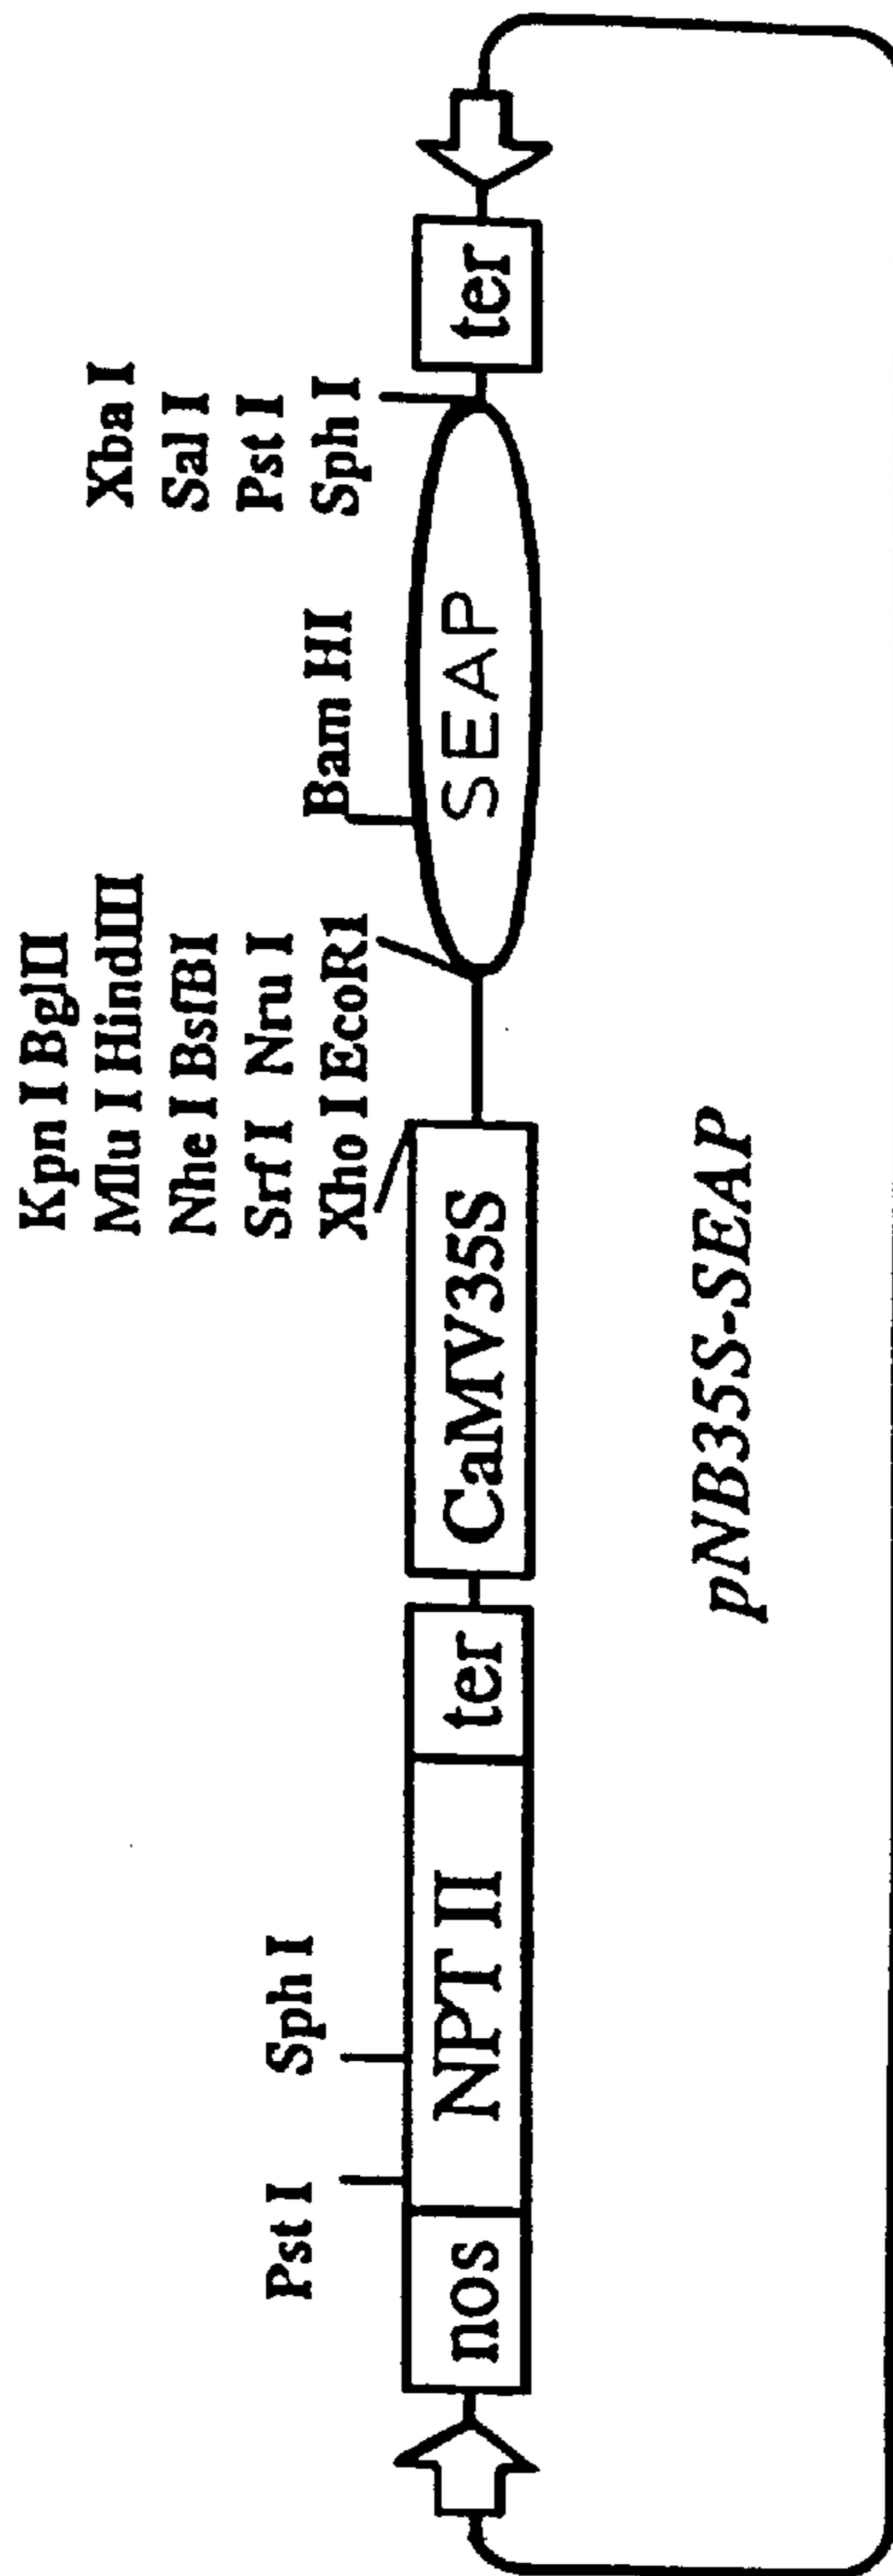 Kpn I BglII
Mlu I HindIII
Nhe I BsfBI
Srf I Nru I
Xho I EcoR1
Xba I
Sal I
Pst I
Sph I
Bam HI
Pst I
Sph I
nos
NPT II
ter
CaMV35S
SEAP
ter
pNB35S-SEAP